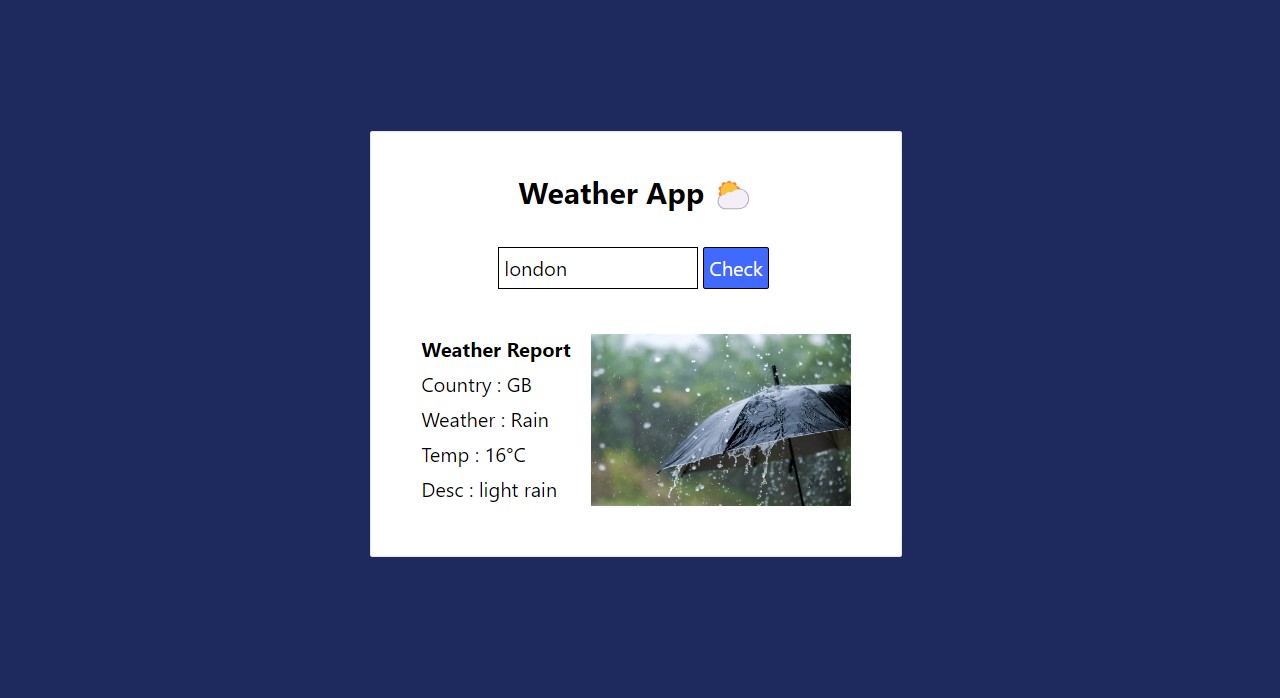 Weather App 🌥️
london
Check
Weather Report
Country : GB
Weather : Rain
Temp : 16°C
Desc : light rain